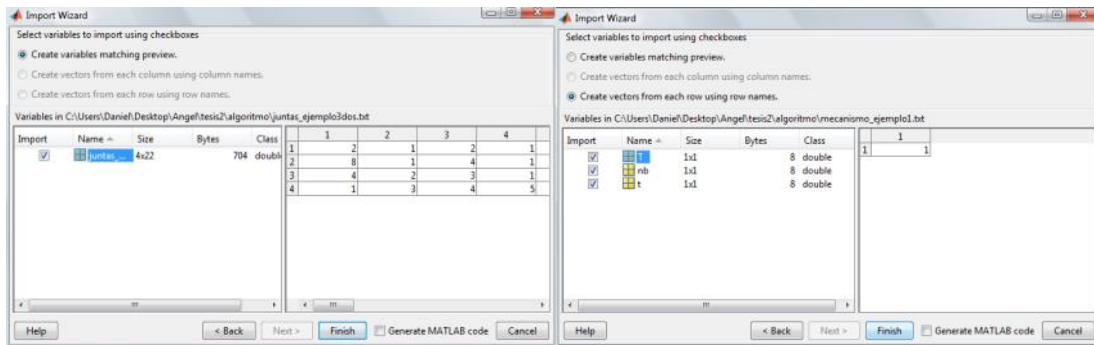 Import Wizard
Select variables to import using checkboxes
Create variables matching preview.
Create vectors from each column using column names.
Create vectors from each row using row names.
Variables in C:\Users\Daniel\Desktop\Angel\tesis2\algoritmo\juntas_ejemplo3dos.txt
Import Name Size Bytes Class
juntas_... 4x22 704 double
1 2 3 4
1 2 1 2 1
2 8 1 4 1
3 4 2 3 1
4 1 3 4 5
Help < Back Next > Finish Generate MATLAB code Cancel
Import Wizard
Select variables to import using checkboxes
Create variables matching preview.
Create vectors from each column using column names.
Create vectors from each row using row names.
Variables in C:\Users\Daniel\Desktop\Angel\tesis2\algoritmo\mecanismo_ejemplo1.txt
Import Name Size Bytes Class
1x1 8 double
nb 1x1 8 double
t 1x1 8 double
1
1 1
Help < Back Next > Finish Generate MATLAB code Cancel